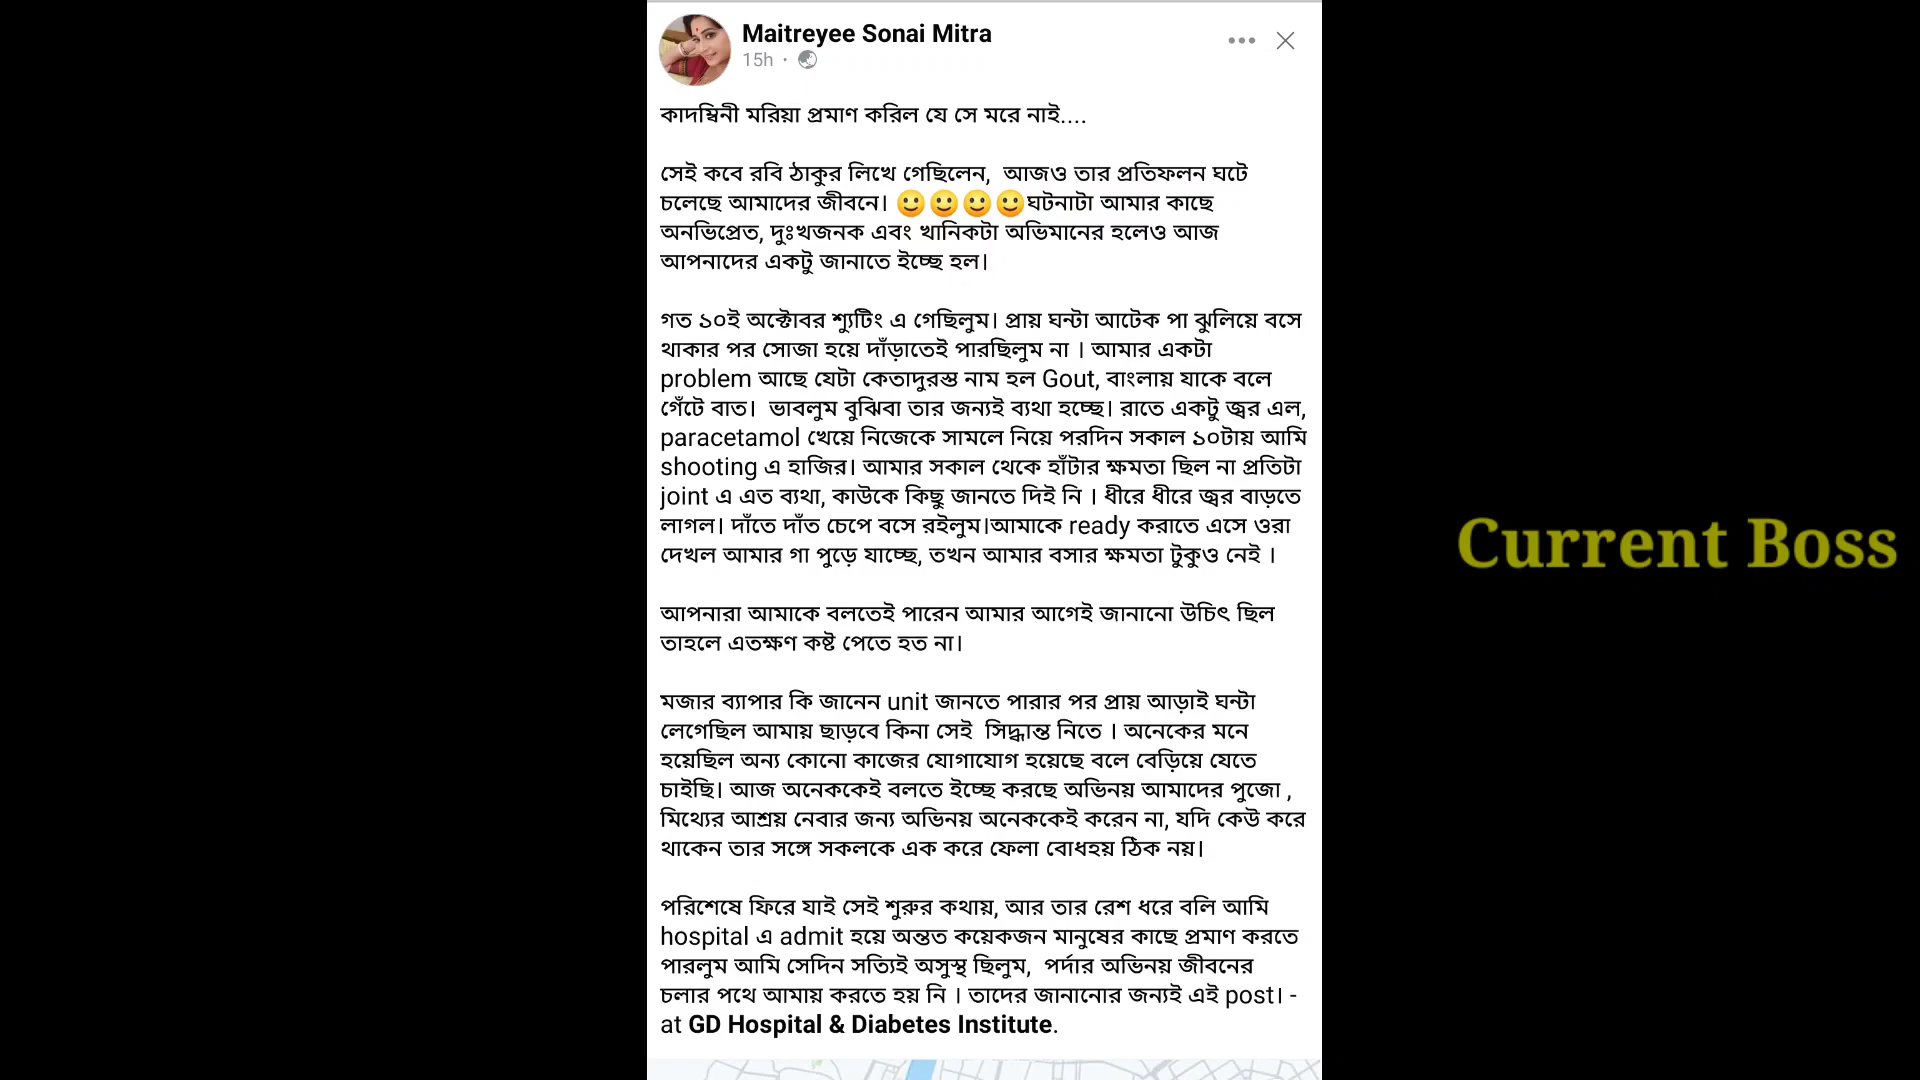 Maitreyee Sonai Mitra
15h ·
কাদম্বিনী মরিয়া প্রমাণ করিল যে সে মরে নাই....
সেই কবে রবি ঠাকুর লিখে গেছিলেন, আজও তার প্রতিফলন ঘটে
চলেছে আমাদের জীবনে। 🙂🙂🙂🙂ঘটনাটা আমার কাছে
অনভিপ্রেত, দুঃখজনক এবং খানিকটা অভিমানের হলেও আজ
আপনাদের একটু জানাতে ইচ্ছে হল।
গত ১০ই অক্টোবর শ্যুটিং এ গেছিলুম। প্রায় ঘন্টা আটেক পা ঝুলিয়ে বসে
থাকার পর সোজা হয়ে দাঁড়াতেই পারছিলুম না । আমার একটা
problem আছে যেটা কেতাদুরস্ত নাম হল Gout, বাংলায় যাকে বলে
গেঁটে বাত। ভাবলুম বুঝিবা তার জন্যই ব্যথা হচ্ছে। রাতে একটু জ্বর এল,
paracetamol খেয়ে নিজেকে সামলে নিয়ে পরদিন সকাল ১০টায় আমি
shooting এ হাজির। আমার সকাল থেকে হাঁটার ক্ষমতা ছিল না প্রতিটা
joint এ এত ব্যথা, কাউকে কিছু জানতে দিই নি । ধীরে ধীরে জ্বর বাড়তে
লাগল। দাঁতে দাঁত চেপে বসে রইলুম।আমাকে ready করাতে এসে ওরা
দেখল আমার গা পুড়ে যাচ্ছে, তখন আমার বসার ক্ষমতা টুকুও নেই ।
আপনারা আমাকে বলতেই পারেন আমার আগেই জানানো উচিৎ ছিল
তাহলে এতক্ষণ কষ্ট পেতে হত না।
মজার ব্যাপার কি জানেন unit জানতে পারার পর প্রায় আড়াই ঘন্টা
লেগেছিল আমায় ছাড়বে কিনা সেই সিদ্ধান্ত নিতে । অনেকের মনে
হয়েছিল অন্য কোনো কাজের যোগাযোগ হয়েছে বলে বেড়িয়ে যেতে
চাইছি। আজ অনেককেই বলতে ইচ্ছে করছে অভিনয় আমাদের পুজো ,
মিথ্যের আশ্রয় নেবার জন্য অভিনয় অনেককেই করেন না, যদি কেউ করে
থাকেন তার সঙ্গে সকলকে এক করে ফেলা বোধহয় ঠিক নয়।
পরিশেষে ফিরে যাই সেই শুরুর কথায়, আর তার রেশ ধরে বলি আমি
hospital এ admit হয়ে অন্তত কয়েকজন মানুষের কাছে প্রমাণ করতে
পারলুম আমি সেদিন সত্যিই অসুস্থ ছিলুম, পর্দার অভিনয় জীবনের
চলার পথে আমায় করতে হয় নি । তাদের জানানোর জন্যই এই post। -
at GD Hospital & Diabetes Institute.
Current Boss